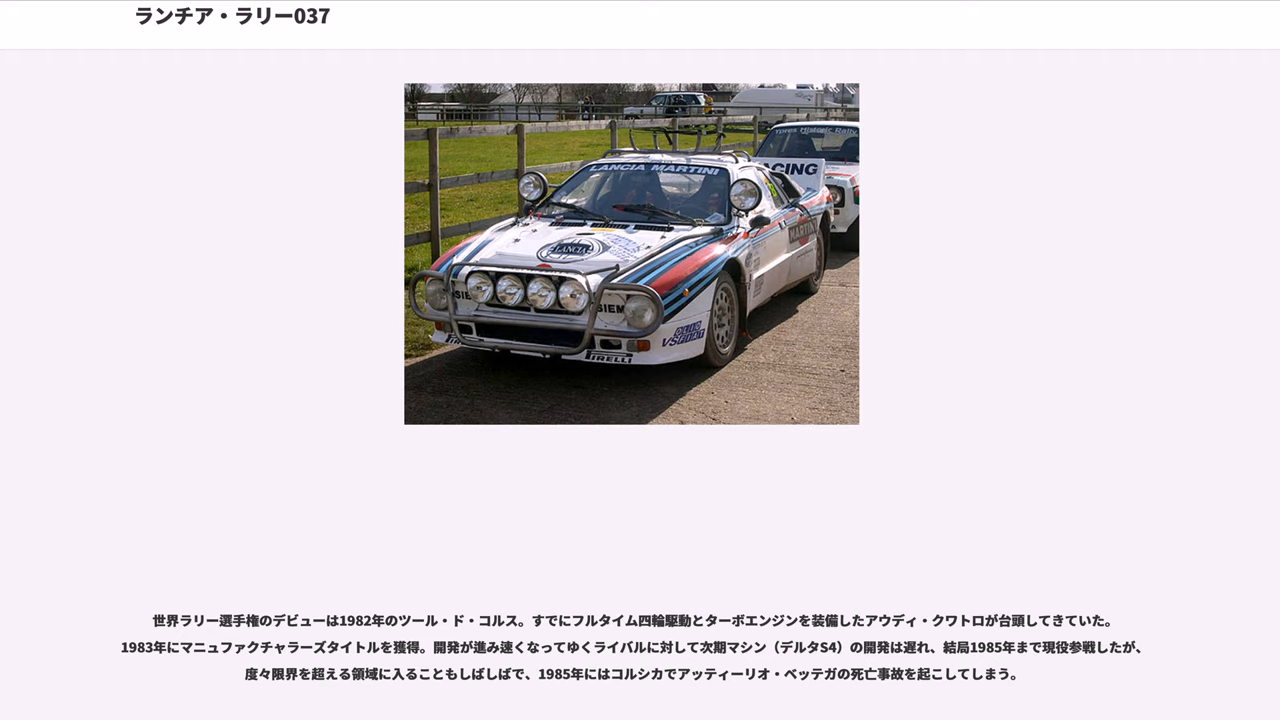 ランチア・ラリー037
Ypres Historic Rally
LANCIA MARTINI
ACING
LANCIA
MARTINI
SIEM
PIRELLI
世界ラリー選手権のデビューは1982年のツール・ド・コルス。すでにフルタイム四輪駆動とターボエンジンを装備したアウディ・クワトロが台頭してきていた。
1983年にマニュファクチャラーズタイトルを獲得。開発が進み速くなってゆくライバルに対して次期マシン（デルタS4）の開発は遅れ、結局1985年まで現役参戦したが、
度々限界を超える領域に入ることもしばしばで、1985年にはコルシカでアッティーリオ・ベッテガの死亡事故を起こしてしまう。